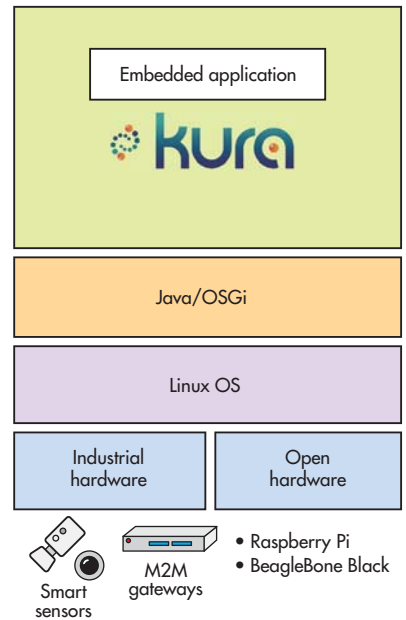 Embedded application
kura
Java/OSGi
Linux OS
Industrial
hardware
Open
hardware
Smart
sensors
M2M
gateways
• Raspberry Pi
• BeagleBone Black